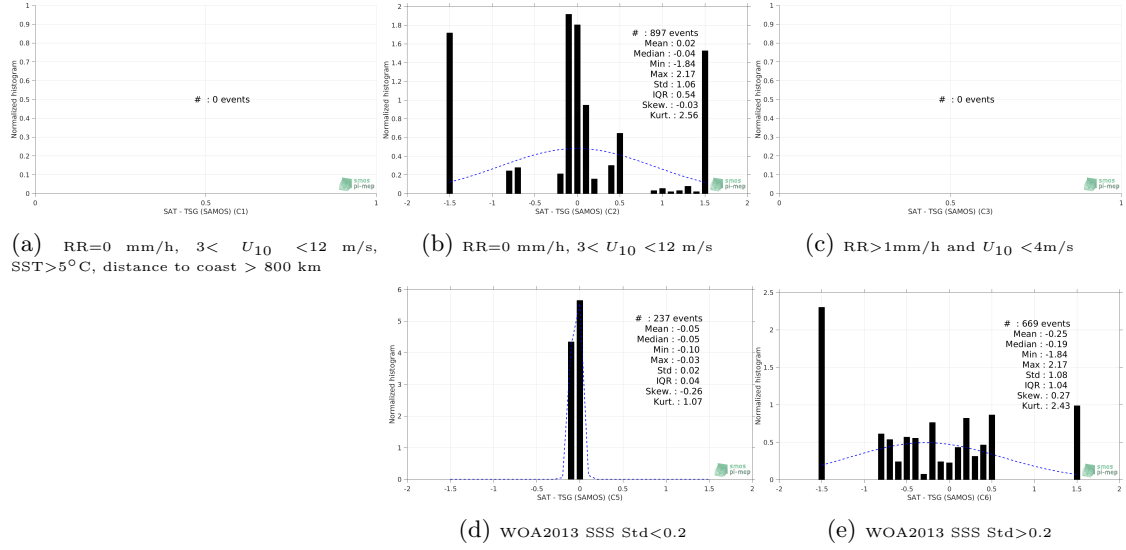 1
0.9
0.8
0.7
0.6
0.5
0.4
0.3
0.2
0.1
0
Normalized histogram
# : 0 events
smos
pi-mep
0 0.5 1
SAT - TSG (SAMOS) (C1)
(a) RR=0 mm/h, 3< U10 <12 m/s,
SST>5°C, distance to coast > 800 km
2
1.8
1.6
1.4
1.2
1
0.8
0.6
0.4
0.2
0
Normalized histogram
# : 897 events
Mean : 0.02
Median : -0.04
Min : -1.84
Max : 2.17
Std : 1.06
IQR : 0.54
Skew. : -0.03
Kurt. : 2.56
smos
pi-mep
-2 -1.5 -1 -0.5 0 0.5 1 1.5 2
SAT - TSG (SAMOS) (C2)
(b) RR=0 mm/h, 3< U10 <12 m/s
1
0.9
0.8
0.7
0.6
0.5
0.4
0.3
0.2
0.1
0
Normalized histogram
# : 0 events
smos
pi-mep
0 0.5 1
SAT - TSG (SAMOS) (C3)
(c) RR>1mm/h and U10 <4m/s
6
5
4
3
2
1
0
Normalized histogram
# : 237 events
Mean : -0.05
Median : -0.05
Min : -0.10
Max : -0.03
Std : 0.02
IQR : 0.04
Skew. : -0.26
Kurt. : 1.07
smos
pi-mep
-2 -1.5 -1 -0.5 0 0.5 1 1.5 2
SAT - TSG (SAMOS) (C5)
(d) WOA2013 SSS Std<0.2
2.5
2
1.5
1
0.5
0
Normalized histogram
# : 669 events
Mean : -0.25
Median : -0.19
Min : -1.84
Max : 2.17
Std : 1.08
IQR : 1.04
Skew. : 0.27
Kurt. : 2.43
smos
pi-mep
-2 -1.5 -1 -0.5 0 0.5 1 1.5 2
SAT - TSG (SAMOS) (C6)
(e) WOA2013 SSS Std>0.2